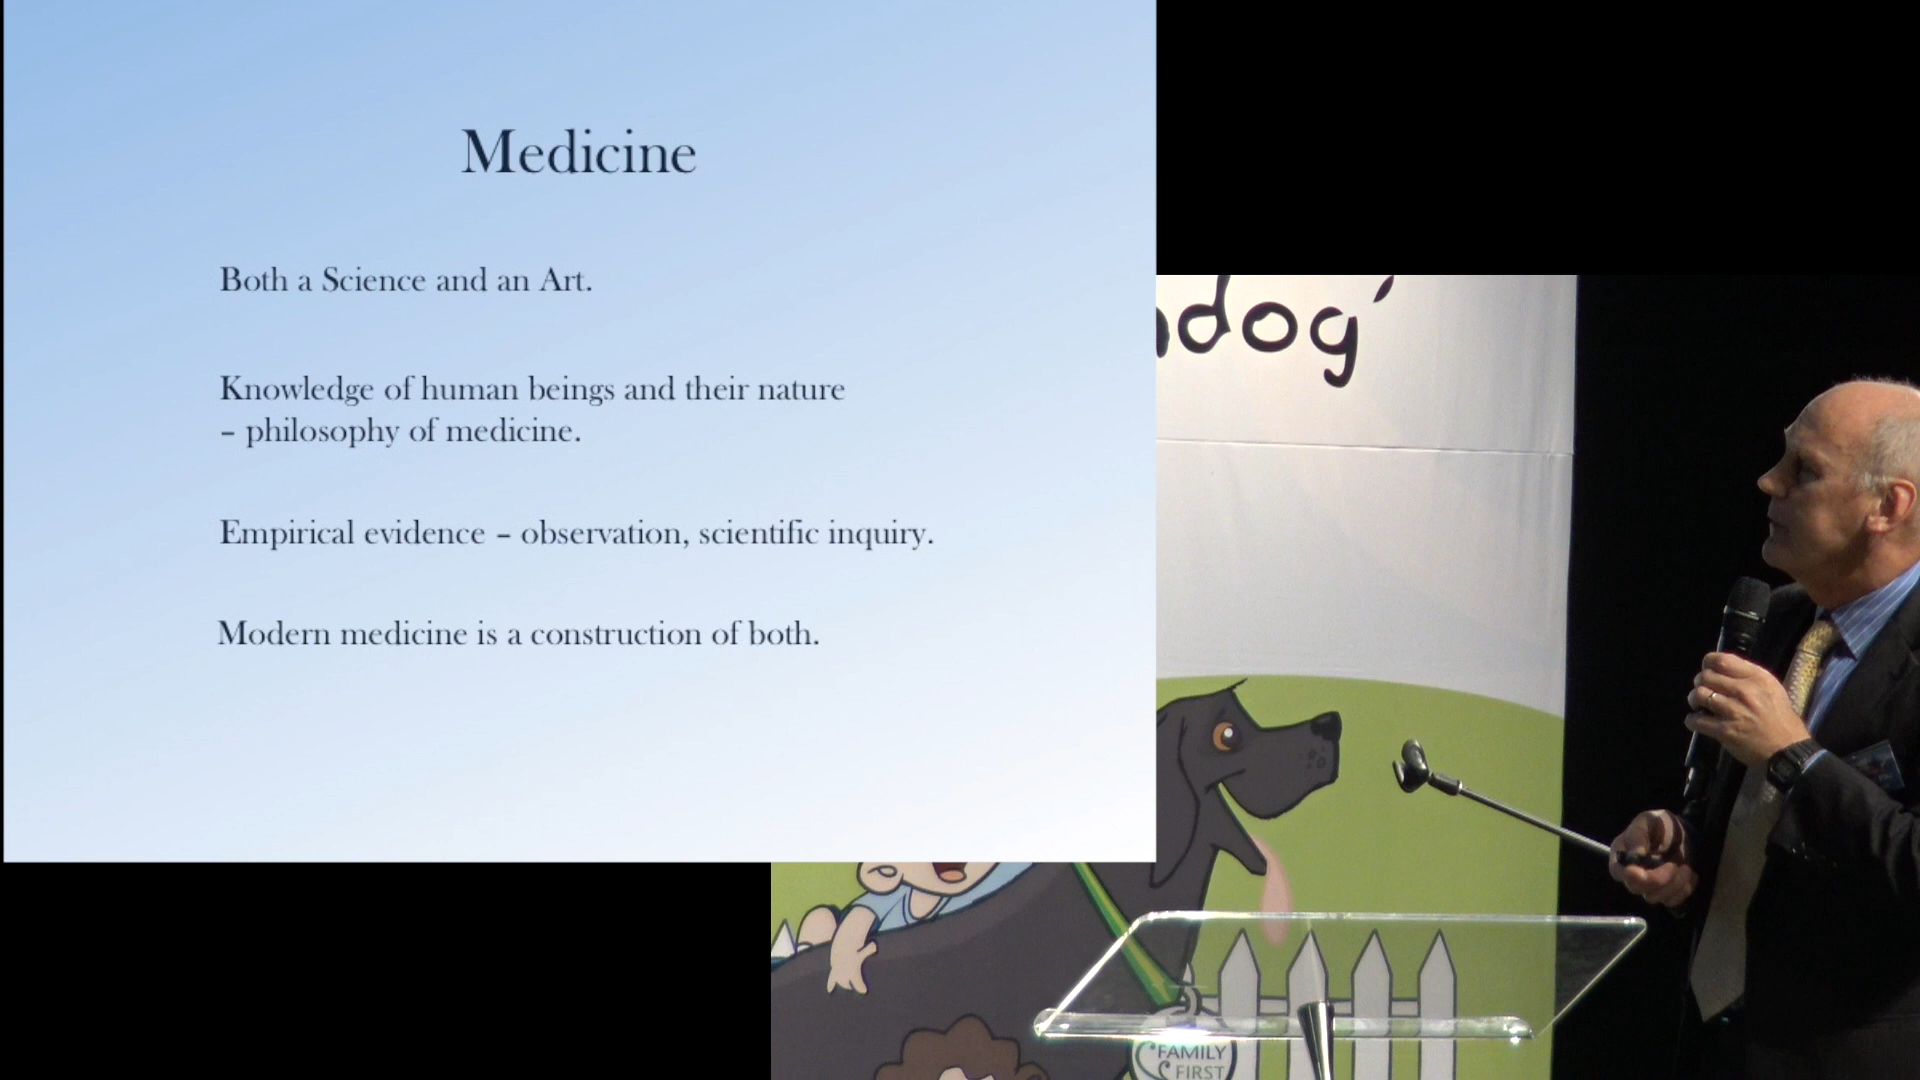 Medicine
Both a Science and an Art.
Knowledge of human beings and their nature
– philosophy of medicine.
Empirical evidence – observation, scientific inquiry.
Modern medicine is a construction of both.
dog'
FAMILY
FIRST